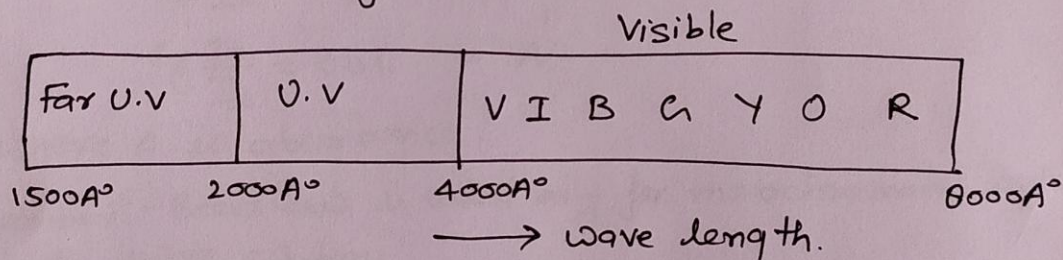 Visible
Far U.V U.V V I B G Y O R
1500A° 2000A° 4000A° 8000A°
→ wave length.